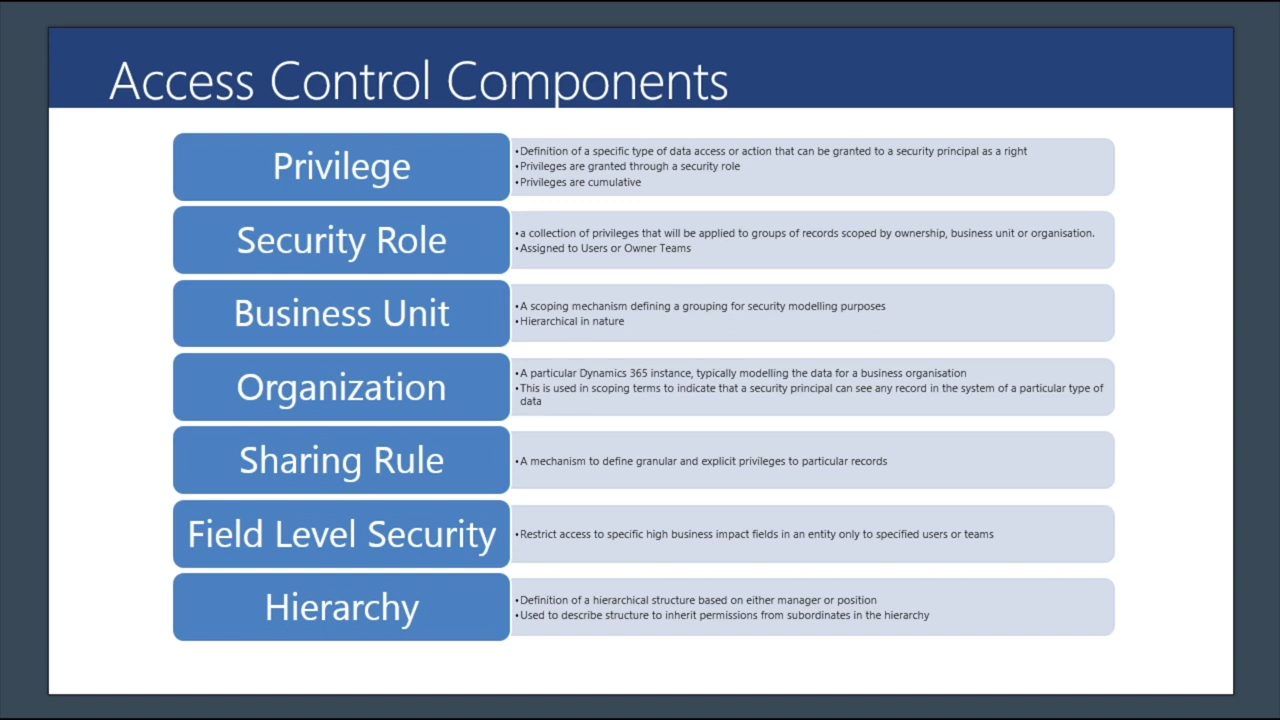 Access Control Components
Privilege
•Definition of a specific type of data access or action that can be granted to a security principal as a right
•Privileges are granted through a security role
•Privileges are cumulative
Security Role
•a collection of privileges that will be applied to groups of records scoped by ownership, business unit or organisation.
•Assigned to Users or Owner Teams
Business Unit
•A scoping mechanism defining a grouping for security modelling purposes
•Hierarchical in nature
Organization
•A particular Dynamics 365 instance, typically modelling the data for a business organisation
•This is used in scoping terms to indicate that a security principal can see any record in the system of a particular type of
data
Sharing Rule
•A mechanism to define granular and explicit privileges to particular records
Field Level Security
•Restrict access to specific high business impact fields in an entity only to specified users or teams
Hierarchy
•Definition of a hierarchical structure based on either manager or position
•Used to describe structure to inherit permissions from subordinates in the hierarchy